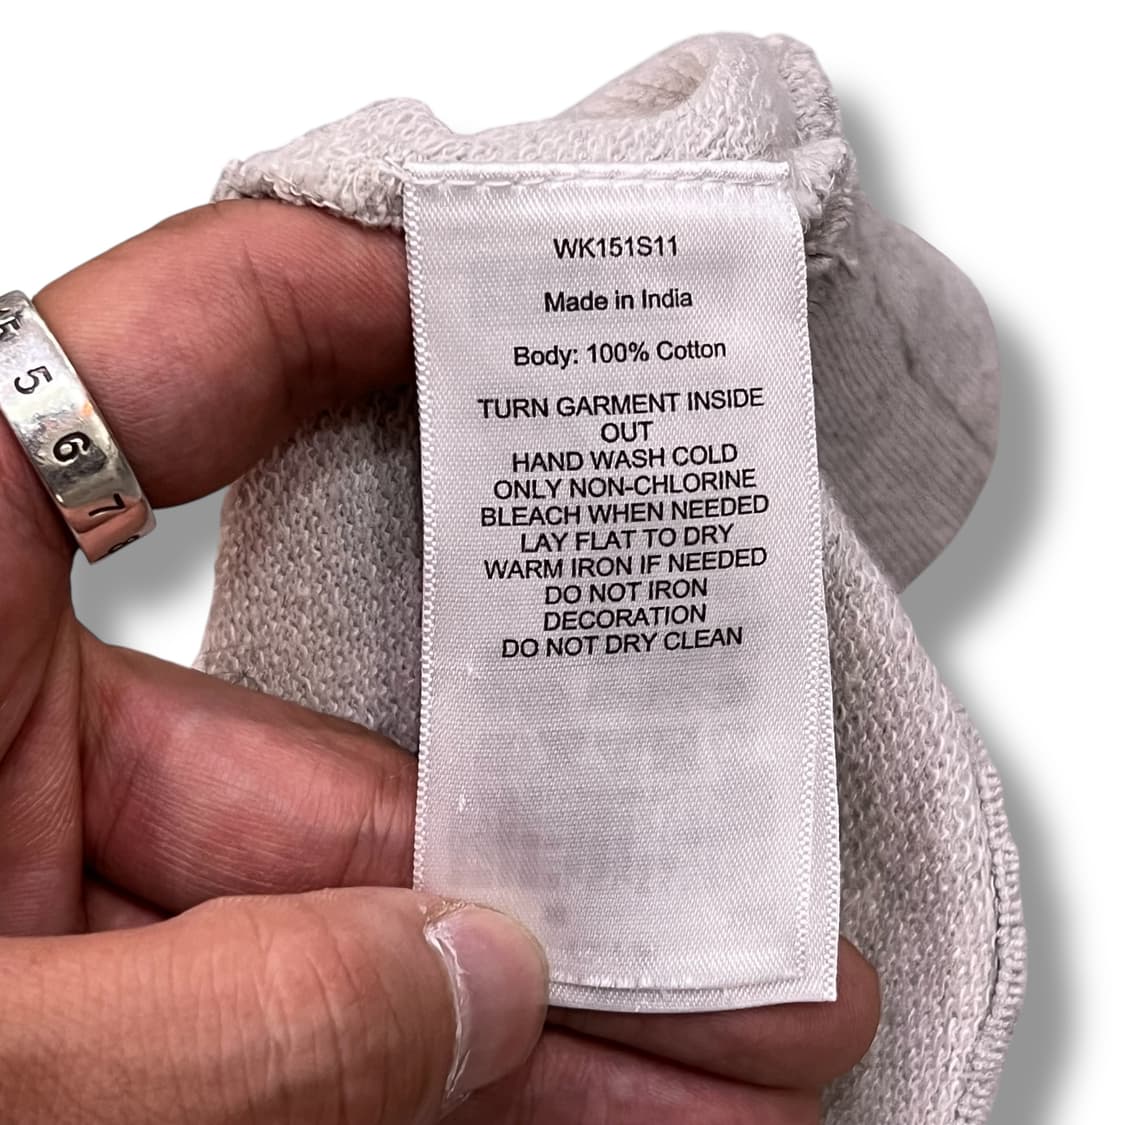 WK151S11
Made in India
Body: 100% Cotton
TURN GARMENT INSIDE
OUT
HAND WASH COLD
ONLY NON-CHLORINE
BLEACH WHEN NEEDED
LAY FLAT TO DRY
WARM IRON IF NEEDED
DO NOT IRON
DECORATION
DO NOT DRY CLEAN
5
6
7